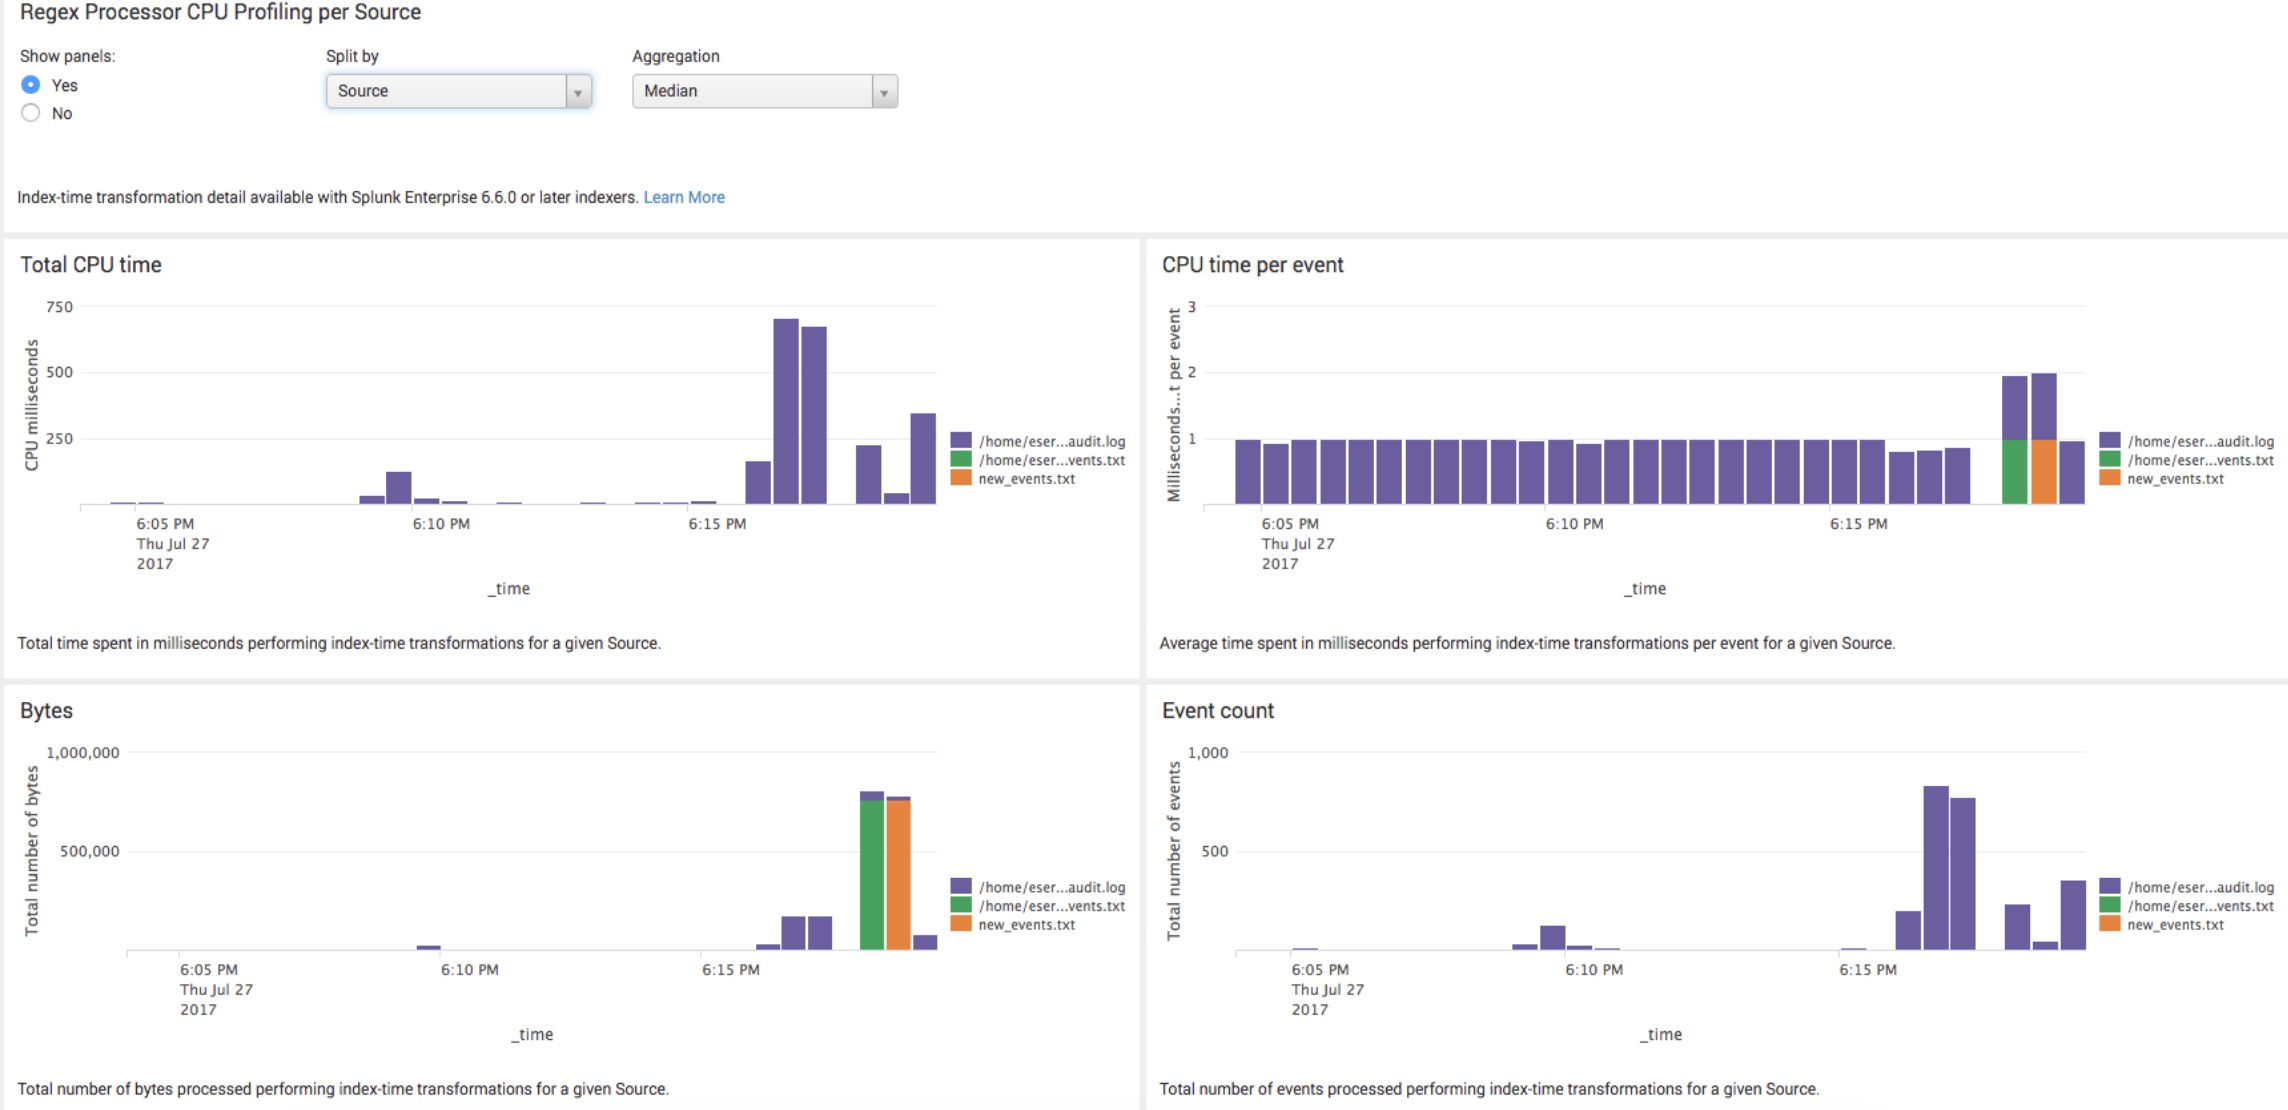 Regex Processor CPU Profiling per Source
Show panels:
Yes
No
Split by
Source
Aggregation
Median
Index-time transformation detail available with Splunk Enterprise 6.6.0 or later indexers. Learn More
Total CPU time
CPU milliseconds
750
500
250
6:05 PM
Thu Jul 27
2017
6:10 PM
6:15 PM
_time
/home/eser...audit.log
/home/eser...vents.txt
new_events.txt
Total time spent in milliseconds performing index-time transformations for a given Source.
CPU time per event
Milliseconds...t per event
3
2
1
6:05 PM
Thu Jul 27
2017
6:10 PM
6:15 PM
_time
/home/eser...audit.log
/home/eser...vents.txt
new_events.txt
Average time spent in milliseconds performing index-time transformations per event for a given Source.
Bytes
Total number of bytes
1,000,000
500,000
6:05 PM
Thu Jul 27
2017
6:10 PM
6:15 PM
_time
/home/eser...audit.log
/home/eser...vents.txt
new_events.txt
Total number of bytes processed performing index-time transformations for a given Source.
Event count
Total number of events
1,000
500
6:05 PM
Thu Jul 27
2017
6:10 PM
6:15 PM
_time
/home/eser...audit.log
/home/eser...vents.txt
new_events.txt
Total number of events processed performing index-time transformations for a given Source.